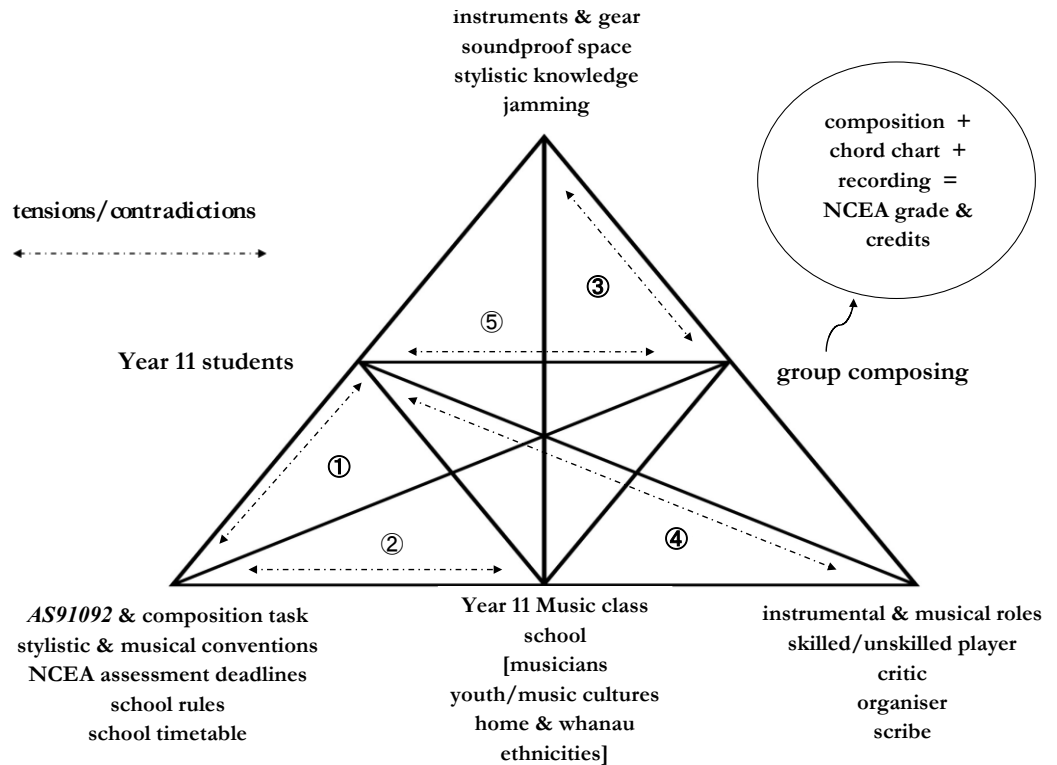 instruments & gear
soundproof space
stylistic knowledge
jamming
composition +
chord chart +
recording =
NCEA grade &
credits
tensions/contradictions
③
⑤
Year 11 students
group composing
①
②
④
AS91092 & composition task
stylistic & musical conventions
NCEA assessment deadlines
school rules
school timetable
Year 11 Music class
school
[musicians
youth/music cultures
home & whanau
ethnicities]
instrumental & musical roles
skilled/unskilled player
critic
organiser
scribe